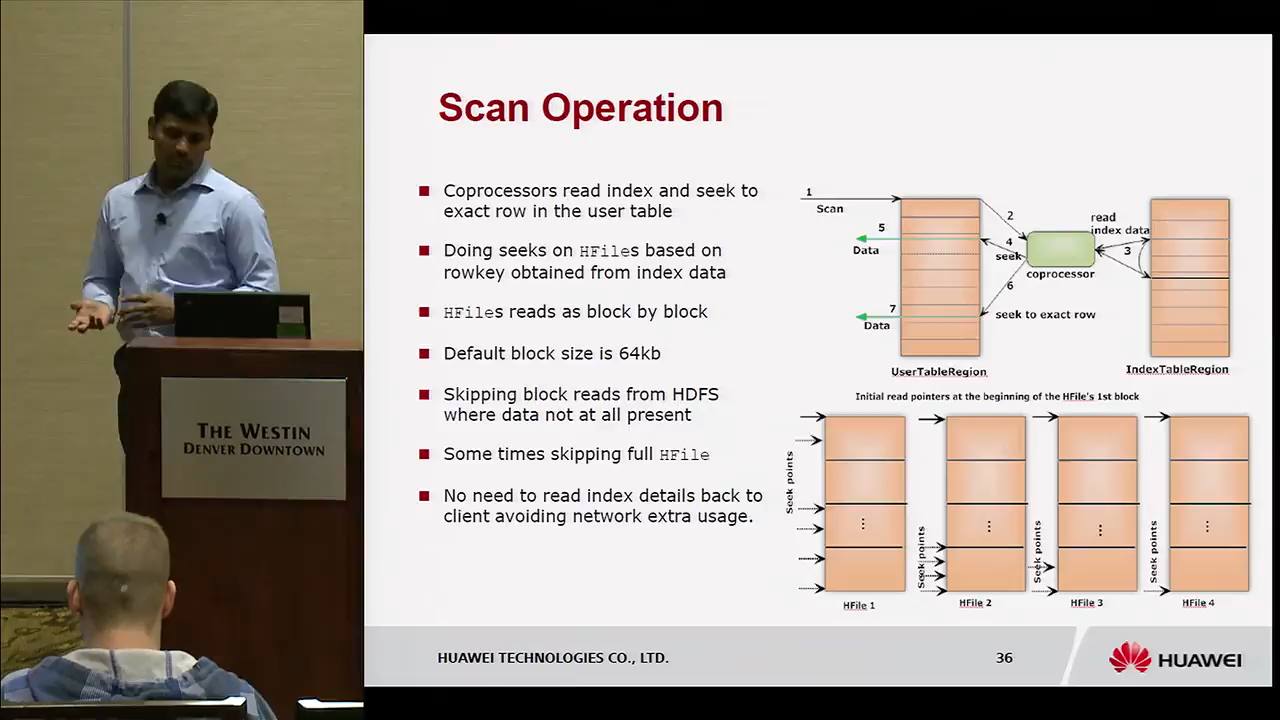 Scan Operation
Coprocessors read index and seek to
exact row in the user table
Doing seeks on HFiles based on
rowkey obtained from index data
HFiles reads as block by block
Default block size is 64kb
Skipping block reads from HDFS
where data not at all present
Some times skipping full HFile
No need to read index details back to
client avoiding network extra usage.
1
Scan
2
read
index data
5
4
3
Data
seek
coprocessor
6
7
seek to exact row
Data
UserTableRegion
IndexTableRegion
Initial read pointers at the beginning of the HFile's 1st block
Seek points
Seek points
Seek points
Seek points
HFile 1
HFile 2
HFile 3
HFile 4
HUAWEI TECHNOLOGIES CO., LTD.
36
HUAWEI
THE WESTIN
DENVER DOWNTOWN